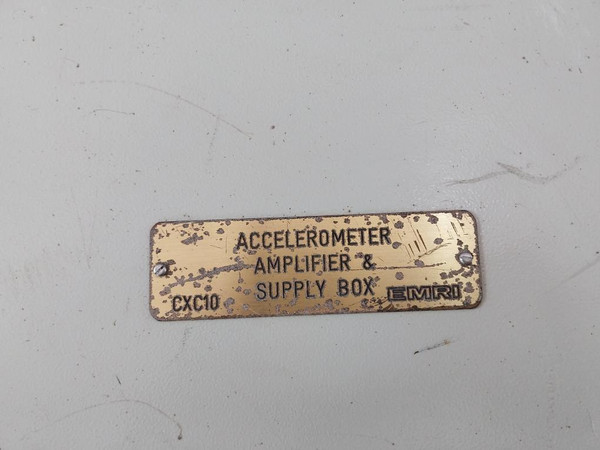 ACCELEROMETER
AMPLIFIER &
SUPPLY BOX
CXC10
EMRI